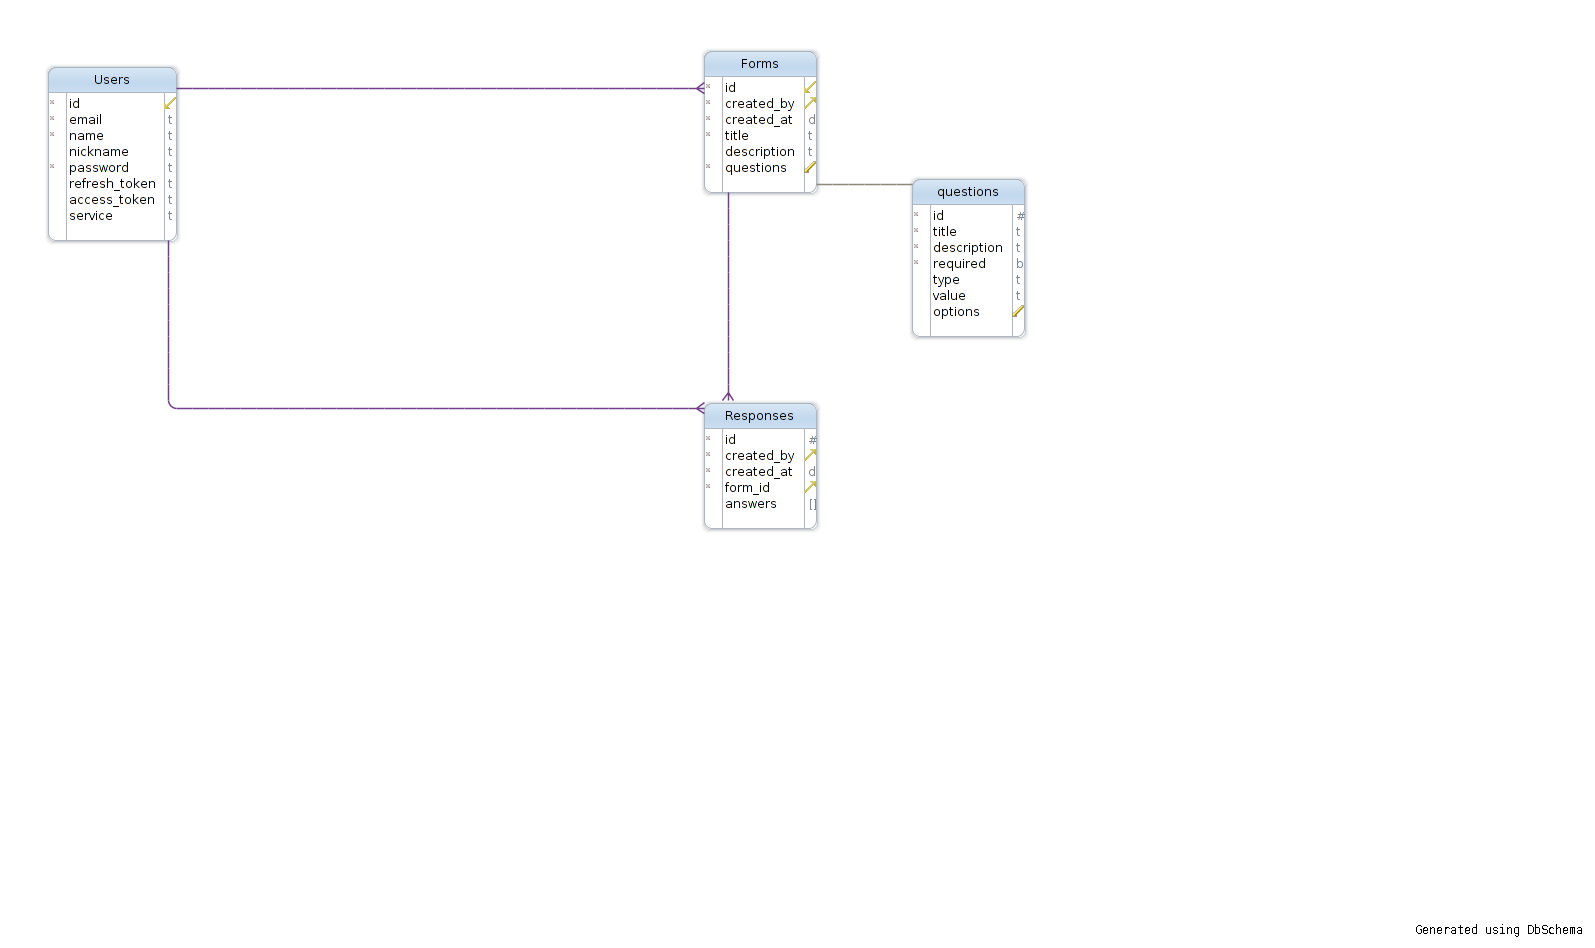 Users
* id
* email t
* name t
nickname t
* password t
refresh_token t
access_token t
service t
Forms
* id
* created_by
* created_at d
* title t
description t
* questions
questions
* id #
* title t
* description t
* required b
type t
value t
options
Responses
* id #
* created_by
* created_at d
* form_id
answers []
Generated using DbSchema